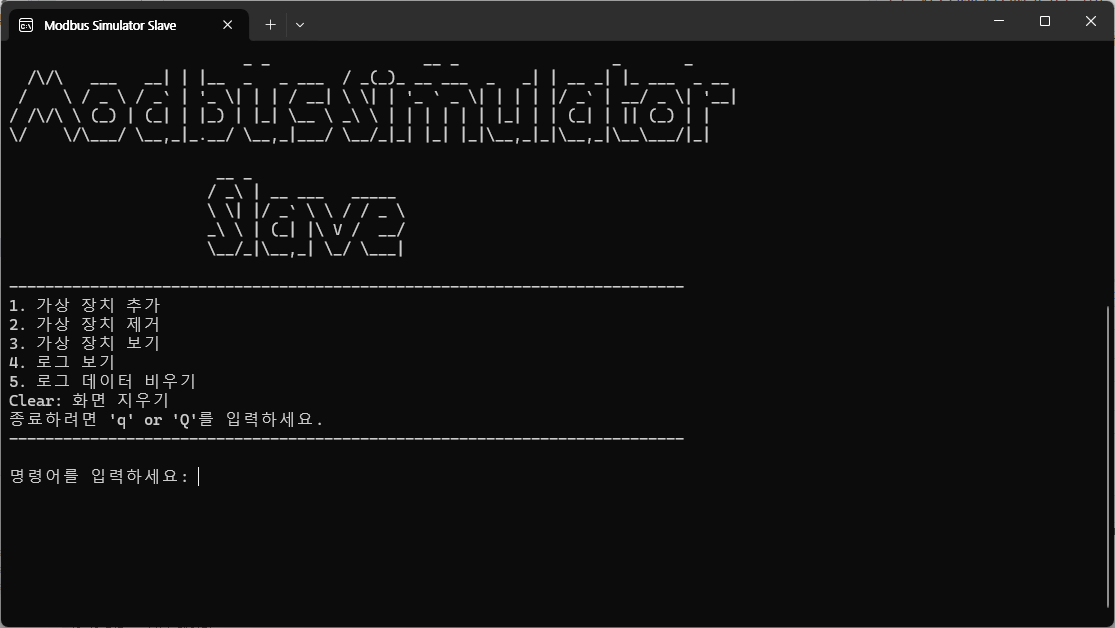 Modbus Simulator Slave
Modbus Simulator
Slave
1. 가상 장치 추가
2. 가상 장치 제거
3. 가상 장치 보기
4. 로그 보기
5. 로그 데이터 비우기
Clear: 화면 지우기
종료하려면 'q' or 'Q'를 입력하세요.
명령어를 입력하세요: